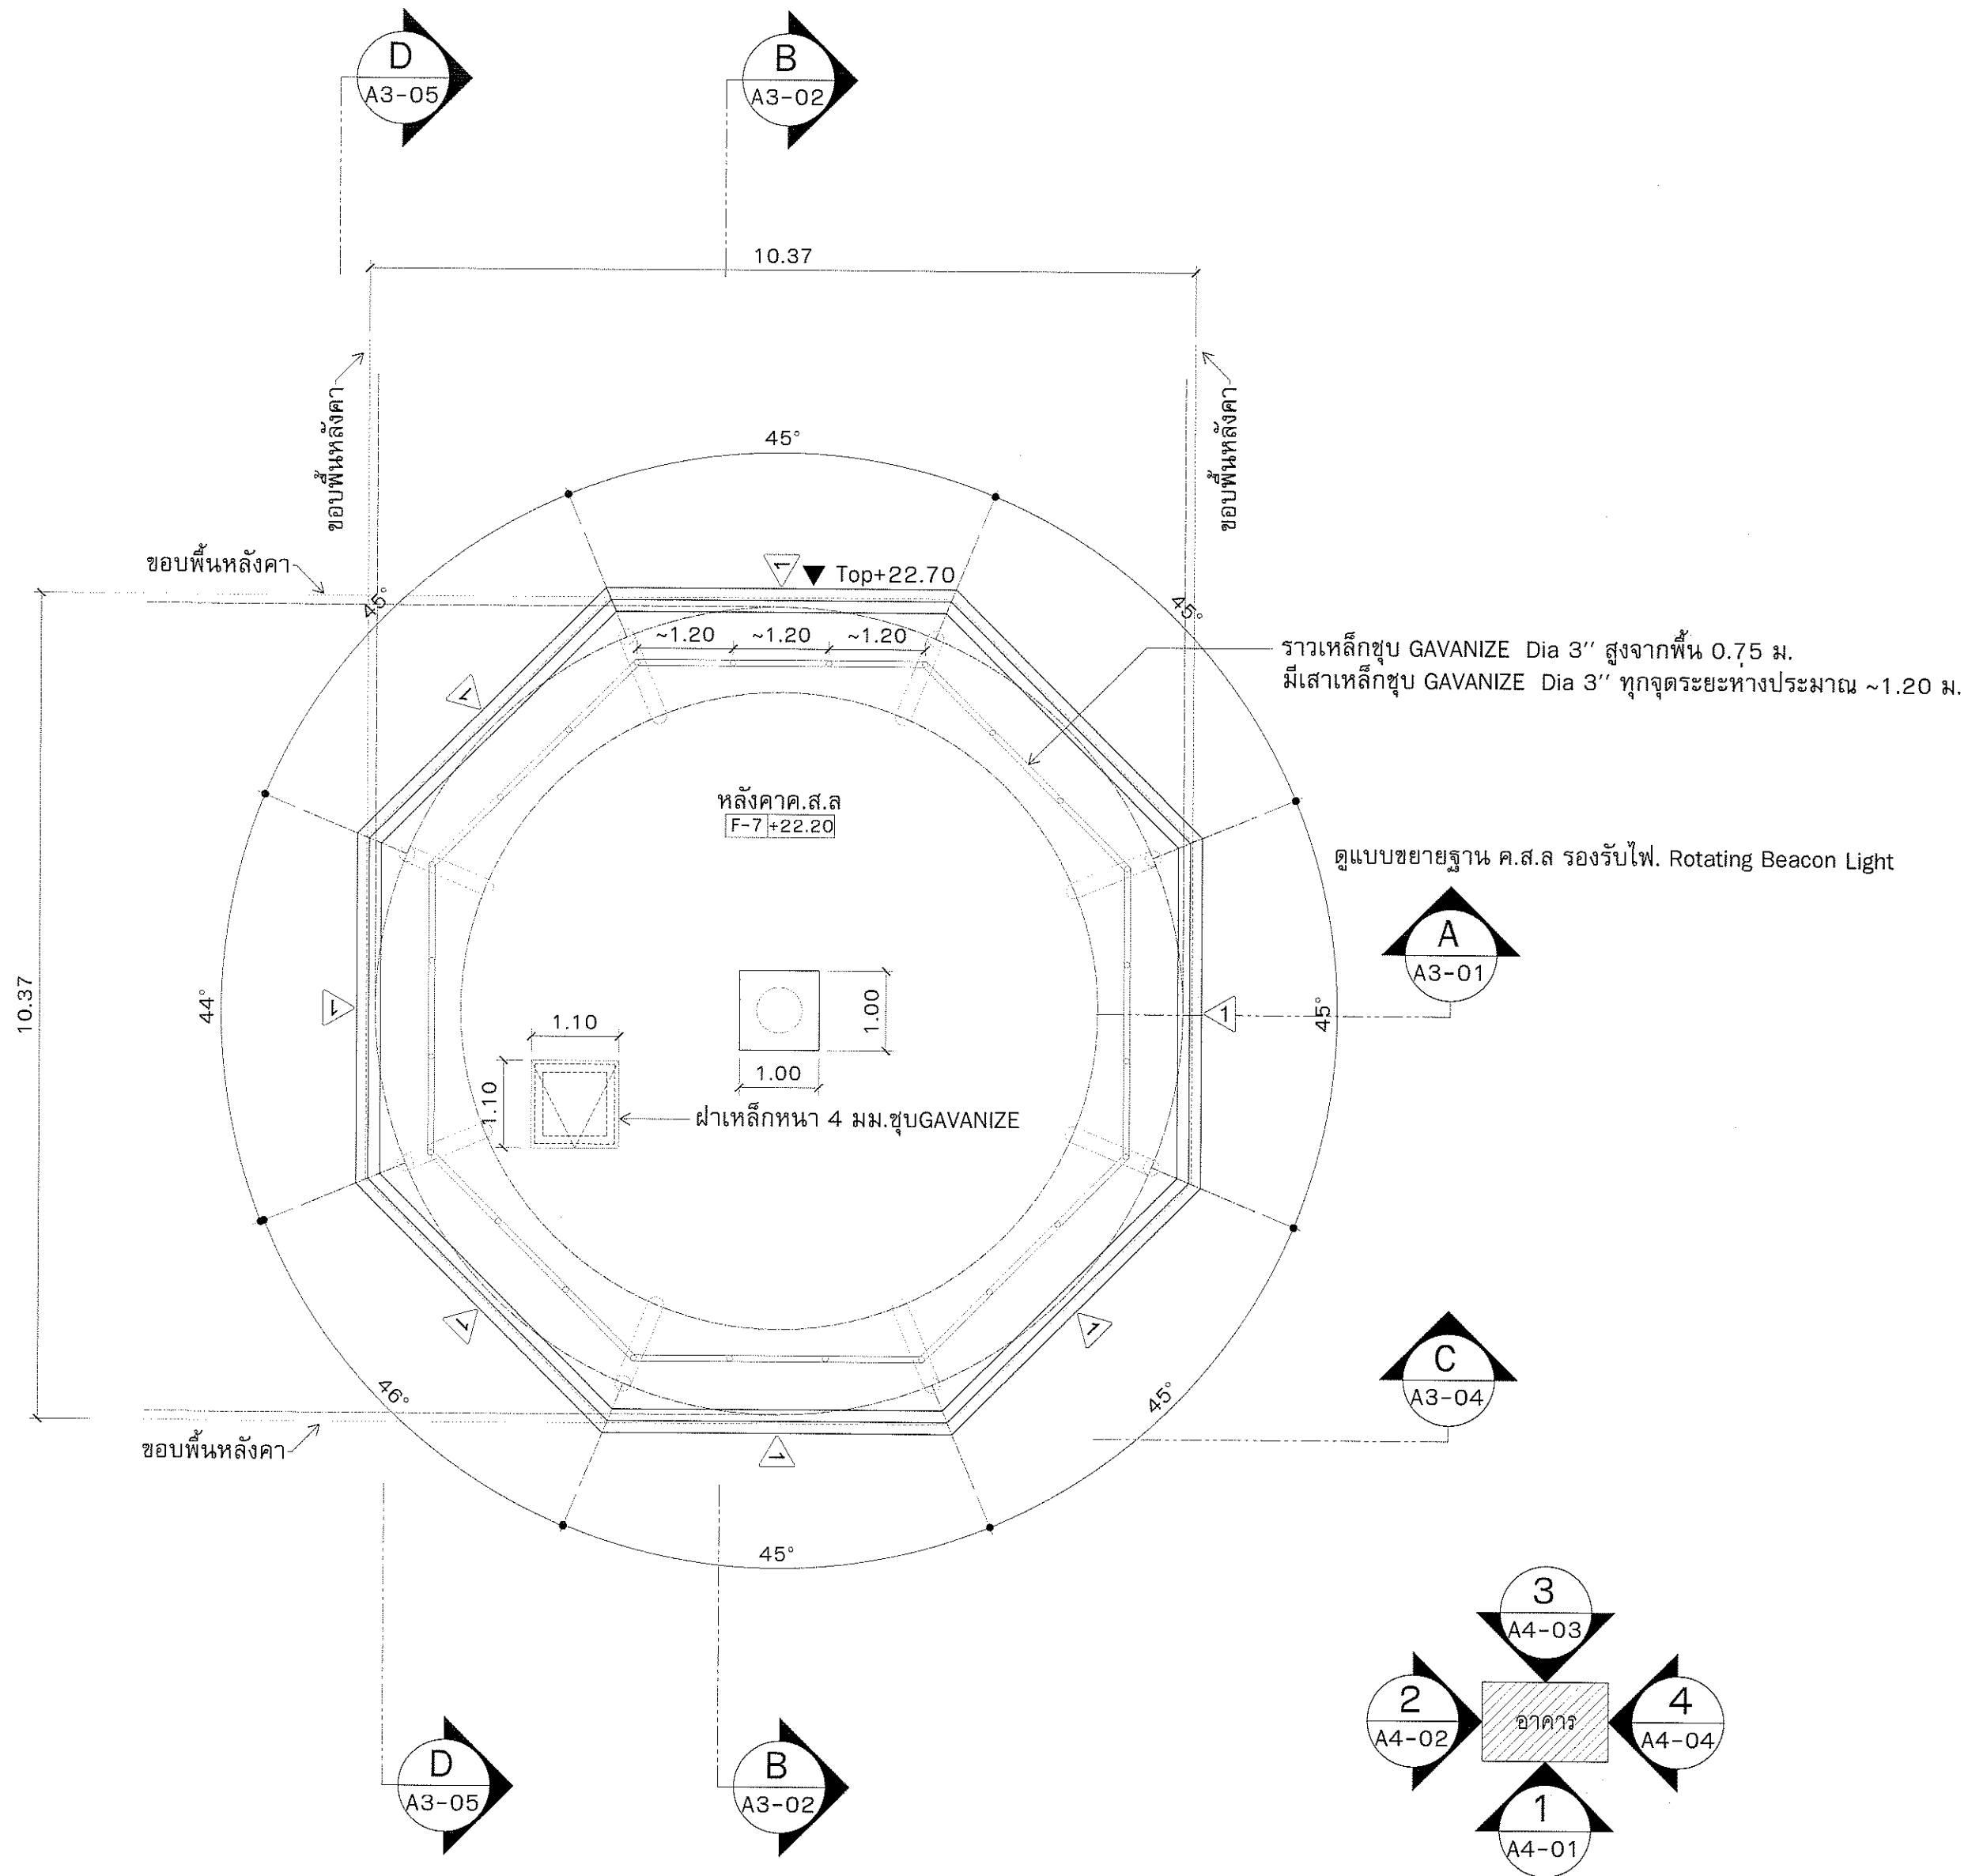 D
A3-05
B
A3-02
10.37
ขอบพื้นหลังคา
ขอบพื้นหลังคา
45°
ขอบพื้นหลังคา
45°
1
Top+22.70
45°
~1.20
~1.20
~1.20
ราวเหล็กชุบ GAVANIZE Dia 3'' สูงจากพื้น 0.75 ม.
มีเสาเหล็กชุบ GAVANIZE Dia 3'' ทุกจุดระยะห่างประมาณ ~1.20 ม.
1
หลังคาค.ส.ล
F-7 +22.20
ดูแบบขยายฐาน ค.ส.ล รองรับไฟ. Rotating Beacon Light
A
A3-01
10.37
44°
1
1.00
1
45°
1.10
1.00
1.10
ฝาเหล็กหนา 4 มม.ชุบGAVANIZE
1
1
C
A3-04
46°
45°
ขอบพื้นหลังคา
1
45°
3
A4-03
2
A4-02
อาคาร
4
A4-04
D
A3-05
B
A3-02
1
A4-01